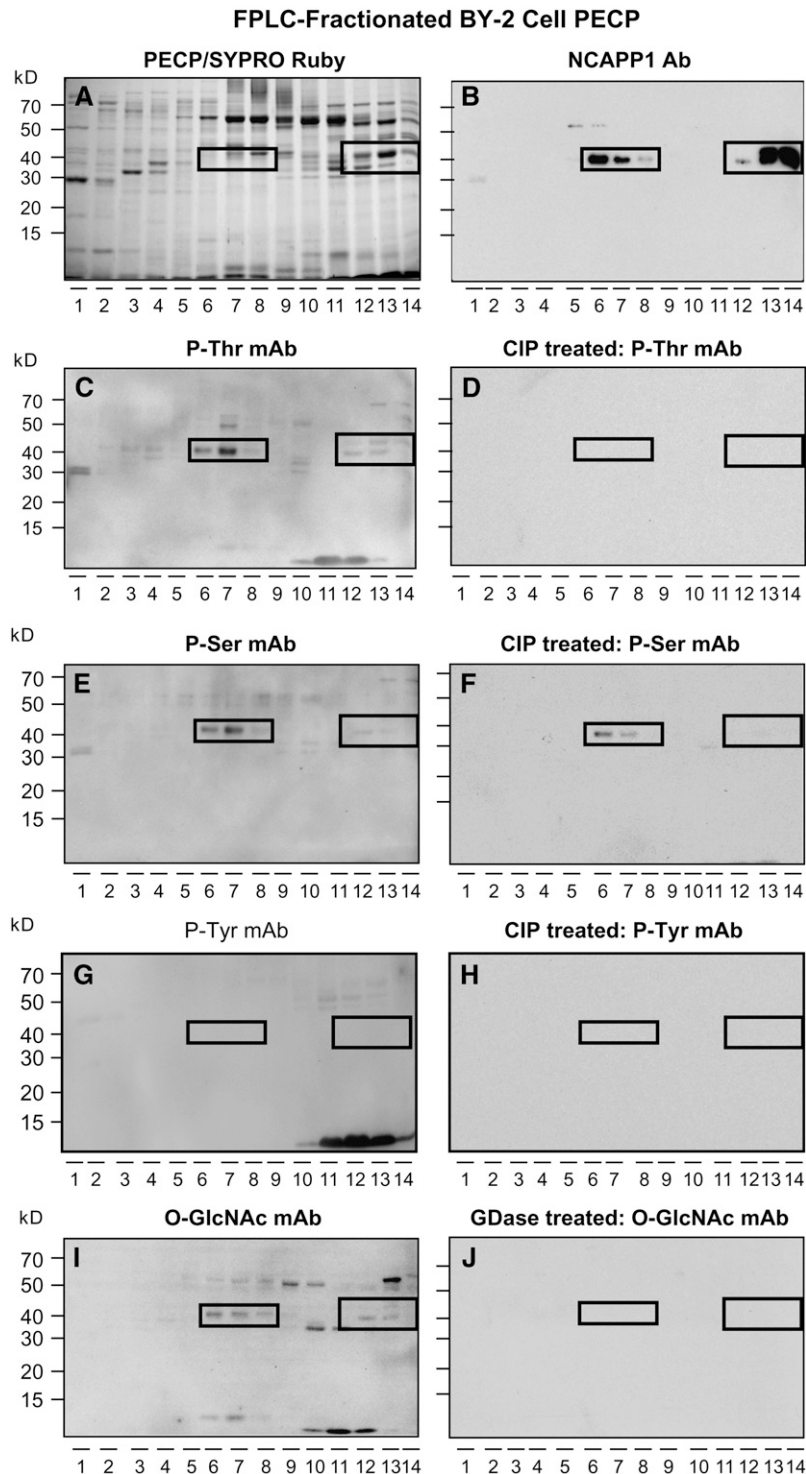 FPLC-Fractionated BY-2 Cell PECP
PECP/SYPRO Ruby
NCAPP1 Ab
kD
A
B
70
50
40
30
20
15
1 2 3 4 5 6 7 8 9 10 11 12 13 14
1 2 3 4 5 6 7 8 9 10 11 12 13 14
P-Thr mAb
CIP treated: P-Thr mAb
kD
C
D
70
50
40
30
20
15
1 2 3 4 5 6 7 8 9 10 11 12 13 14
1 2 3 4 5 6 7 8 9 10 11 12 13 14
P-Ser mAb
CIP treated: P-Ser mAb
kD
E
F
70
50
40
30
20
15
1 2 3 4 5 6 7 8 9 10 11 12 13 14
1 2 3 4 5 6 7 8 9 10 11 12 13 14
P-Tyr mAb
CIP treated: P-Tyr mAb
kD
G
H
70
50
40
30
20
15
1 2 3 4 5 6 7 8 9 10 11 12 13 14
1 2 3 4 5 6 7 8 9 10 11 12 13 14
O-GlcNAc mAb
GDase treated: O-GlcNAc mAb
kD
I
J
70
50
40
30
20
15
1 2 3 4 5 6 7 8 9 10 11 12 13 14
1 2 3 4 5 6 7 8 9 10 11 12 13 14